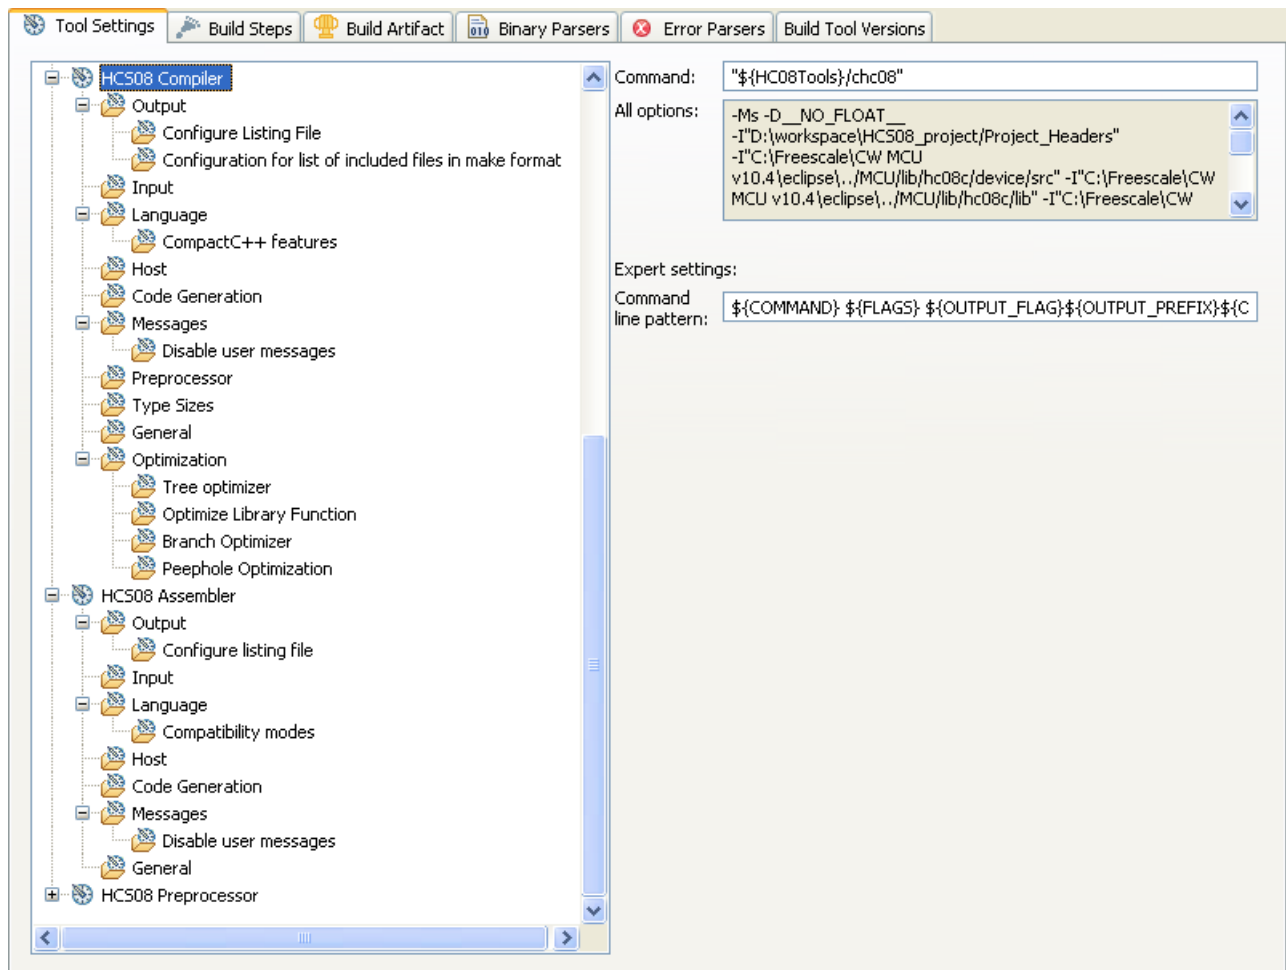 Tool Settings
Build Steps
Build Artifact
Binary Parsers
Error Parsers
Build Tool Versions
HCS08 Compiler
Output
Configure Listing File
Configuration for list of included files in make format
Input
Language
CompactC++ features
Host
Code Generation
Messages
Disable user messages
Preprocessor
Type Sizes
General
Optimization
Tree optimizer
Optimize Library Function
Branch Optimizer
Peephole Optimization
HCS08 Assembler
Output
Configure listing file
Input
Language
Compatibility modes
Host
Code Generation
Messages
Disable user messages
General
HCS08 Preprocessor
Command:
"${HC08Tools}/chc08"
All options:
-Ms -D__NO_FLOAT__
-I"D:\workspace\HCS08_project/Project_Headers"
-I"C:\Freescale\CW MCU
v10.4\eclipse\../MCU/lib/hc08c/device/src" -I"C:\Freescale\CW
MCU v10.4\eclipse\../MCU/lib/hc08c/lib" -I"C:\Freescale\CW
Expert settings:
Command
line pattern:
${COMMAND} ${FLAGS} ${OUTPUT_FLAG}${OUTPUT_PREFIX}${C